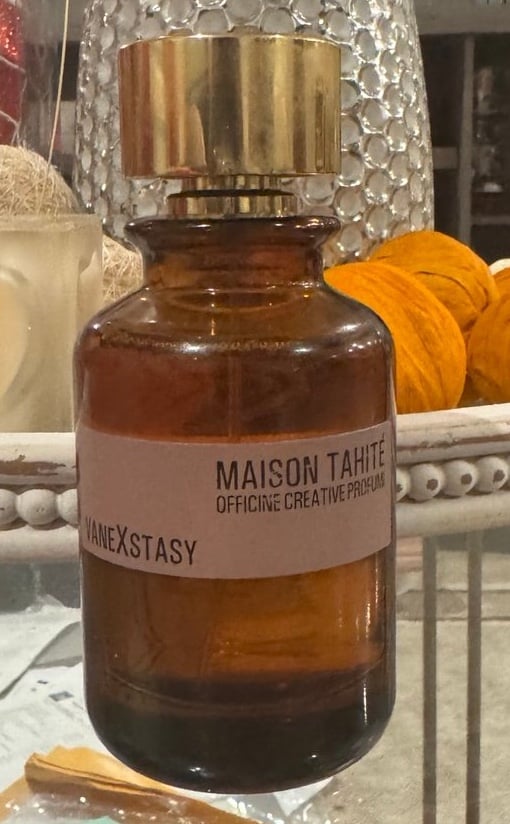 MAISON TAHITÉ
OFFICINE CREATIVE PROFUMI
VANEXSTASY